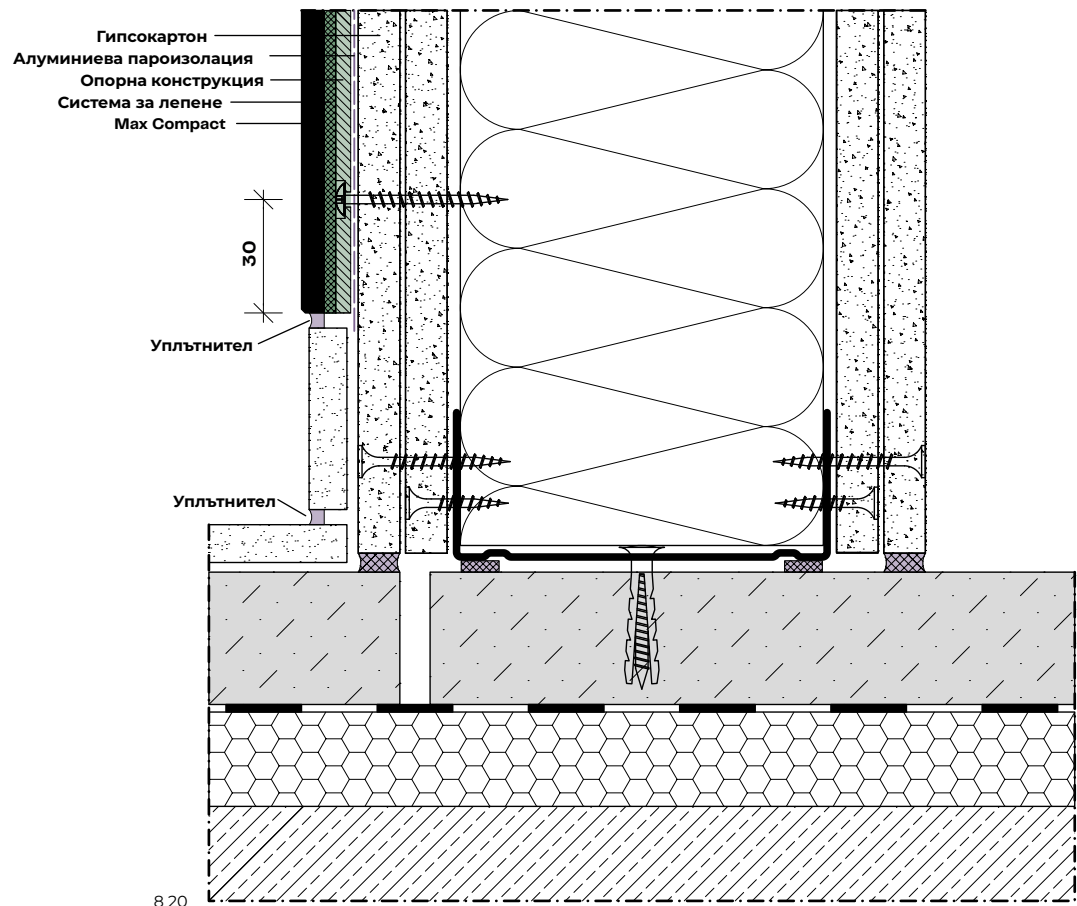 Гипсокартон
Алуминиева пароизолация
Опорна конструкция
Система за лепене
Max Compact
30
Уплътнител
Уплътнител
8.20